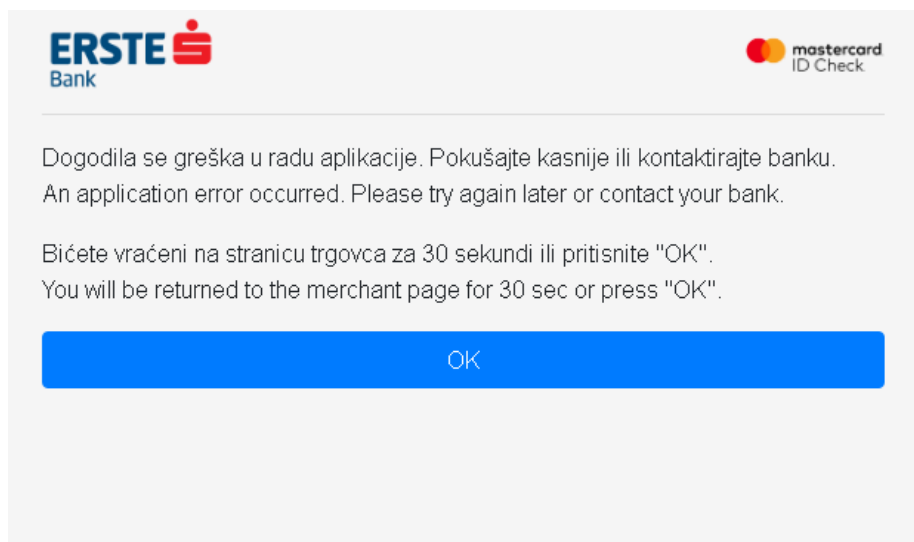 ERSTE
Bank
mastercard
ID Check
Dogodila se greška u radu aplikacije. Pokušajte kasnije ili kontaktirajte banku.
An application error occurred. Please try again later or contact your bank.
Bićete vraćeni na stranicu trgovca za 30 sekundi ili pritisnite "OK".
You will be returned to the merchant page for 30 sec or press "OK".
OK